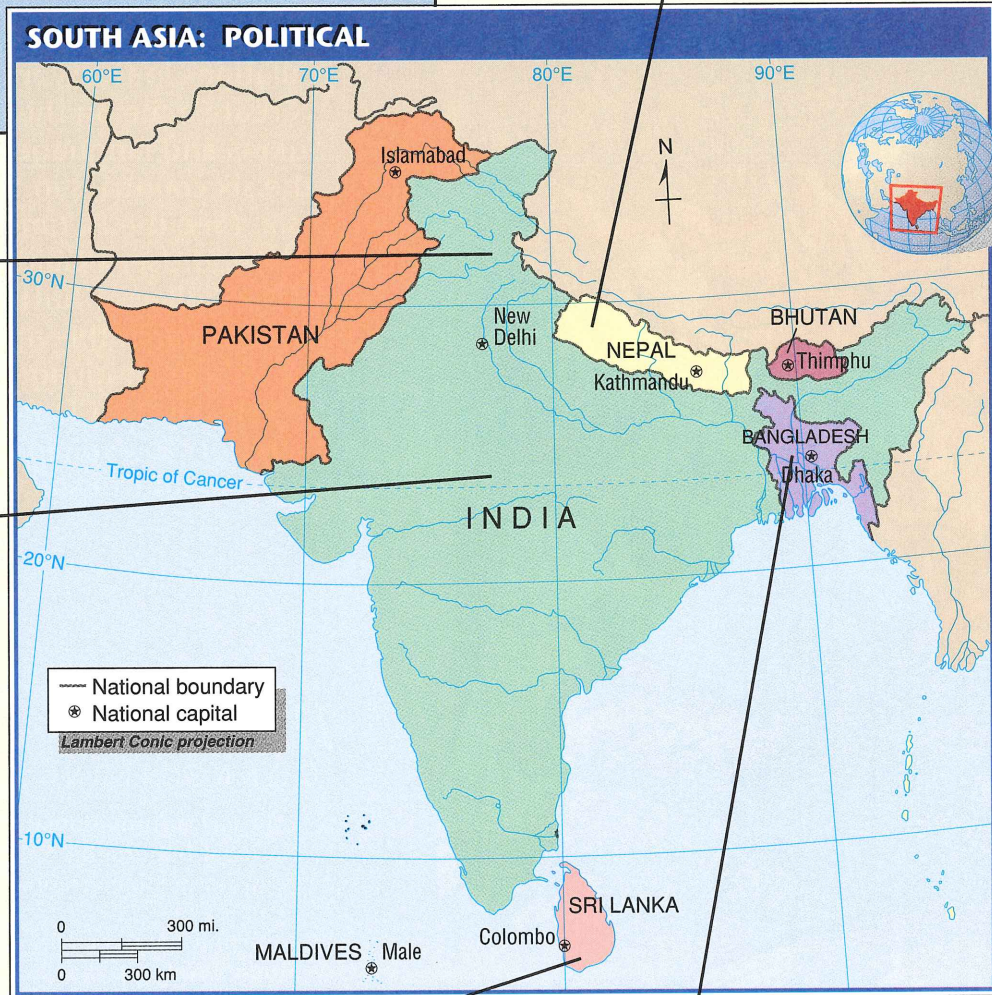 SOUTH ASIA: POLITICAL
60°E
70°E
80°E
90°E
N
Islamabad
30°N
PAKISTAN
New
Delhi
NEPAL
Kathmandu
BHUTAN
Thimphu
BANGLADESH
Dhaka
Tropic of Cancer
INDIA
20°N
National boundary
National capital
Lambert Conic projection
10°N
SRI LANKA
Colombo
MALDIVES
Male
0 300 mi.
0 300 km